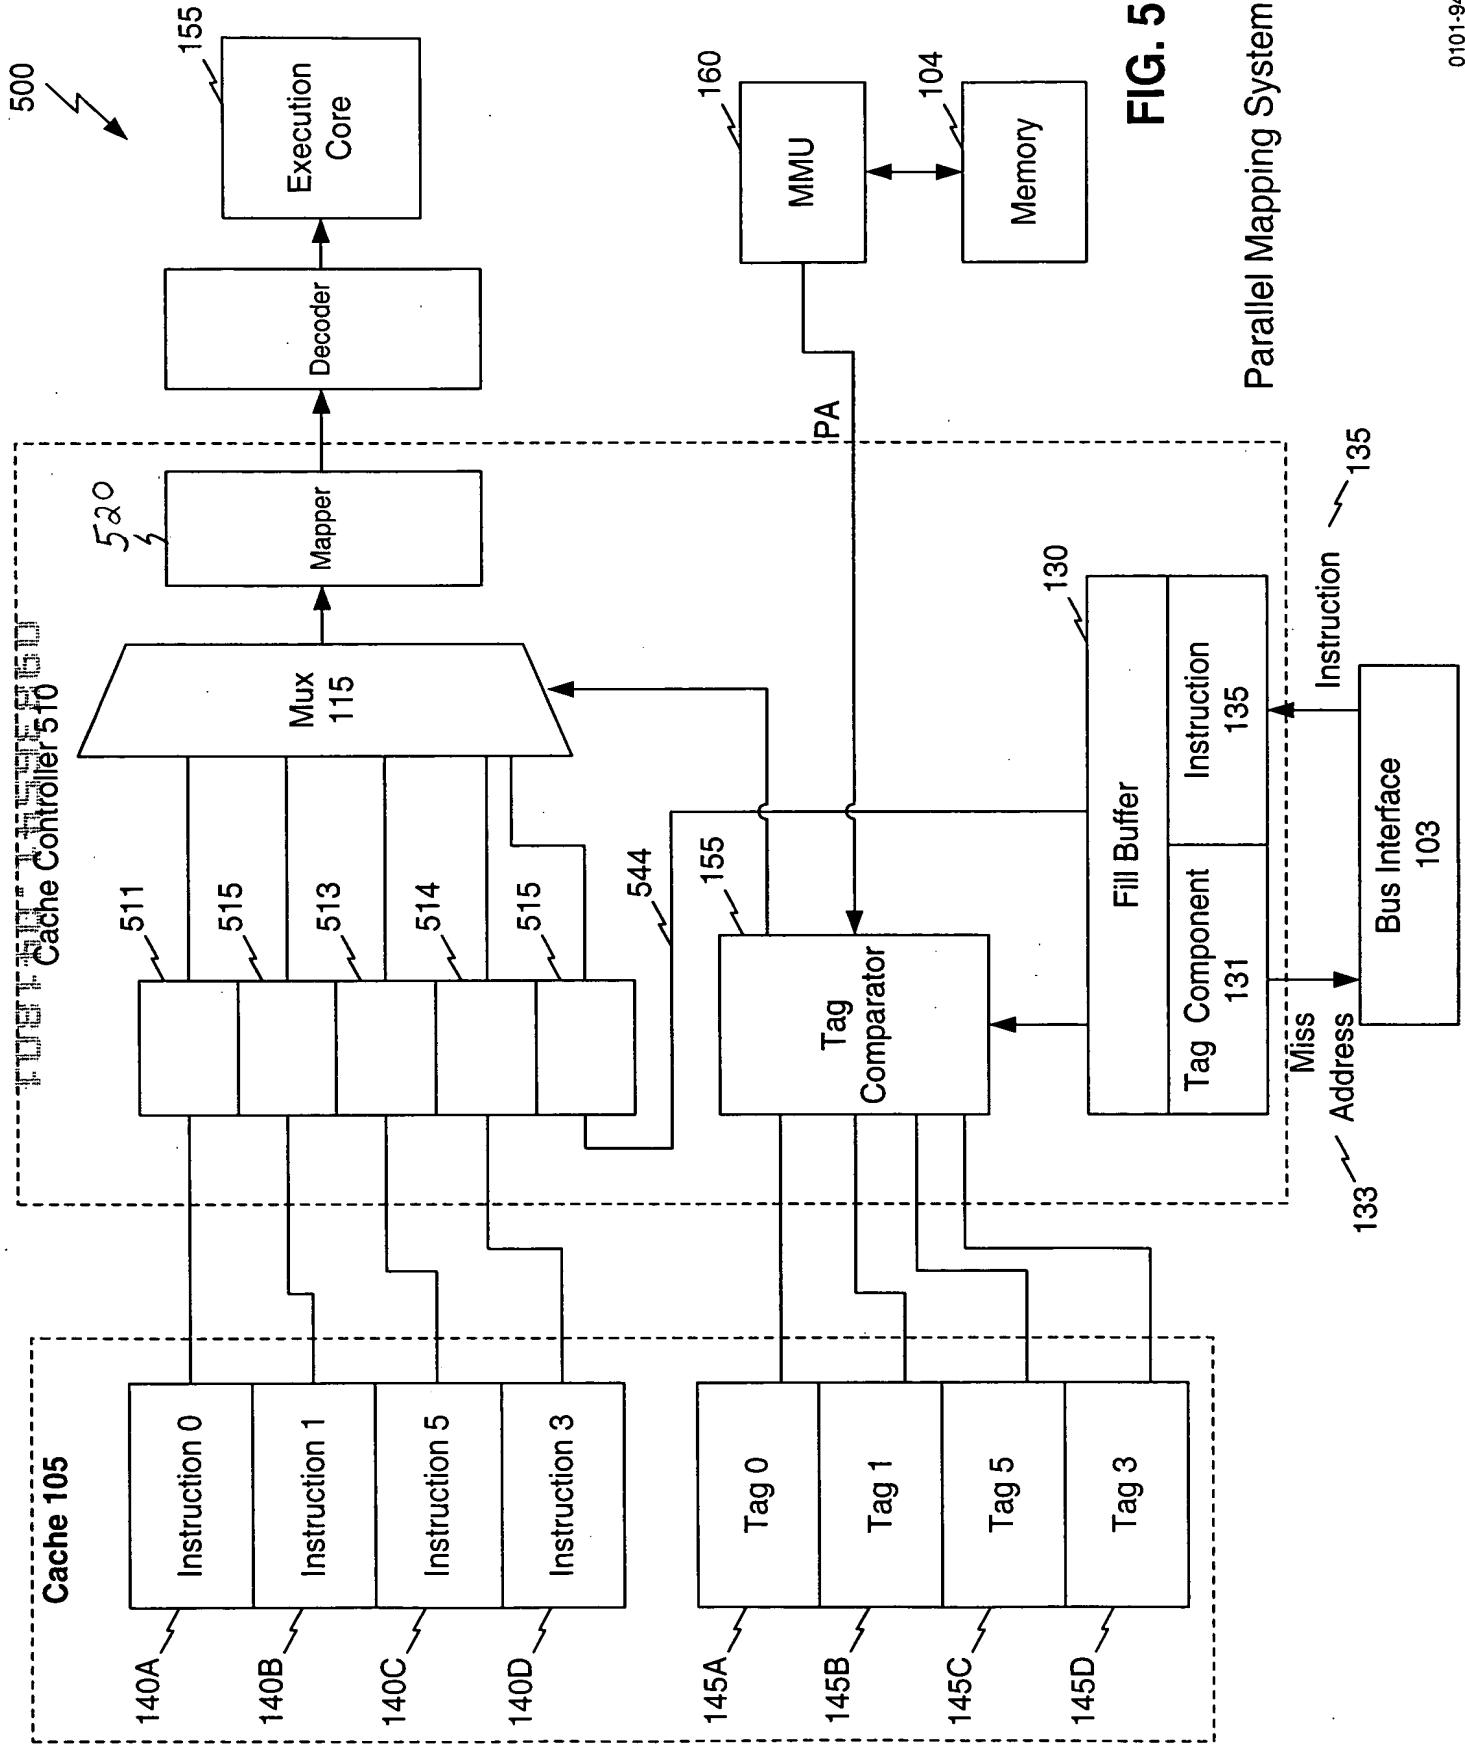 500
155
Execution
Core
Decoder
520
Mapper
Cache Controller 510
Mux
115
511
515
513
514
515
544
160
MMU
104
Memory
PA
155
Tag
Comparator
130
Fill Buffer
Tag Component
131
Instruction
135
Miss
Address
133
Instruction
135
Bus Interface
103
Cache 105
Instruction 0
Instruction 1
Instruction 5
Instruction 3
140A
140B
140C
140D
Tag 0
Tag 1
Tag 5
Tag 3
145A
145B
145C
145D
FIG. 5
Parallel Mapping System